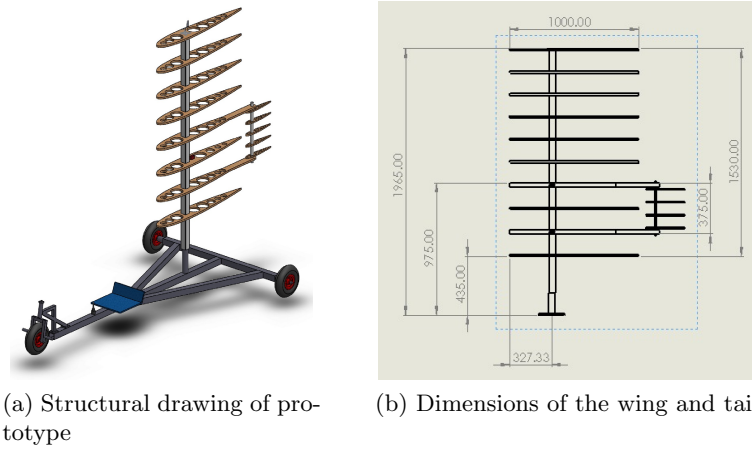 1000.00
1965.00
1530.00
975.00
375.00
435.00
327.33
(a) Structural drawing of pro-
totype
(b) Dimensions of the wing and tai